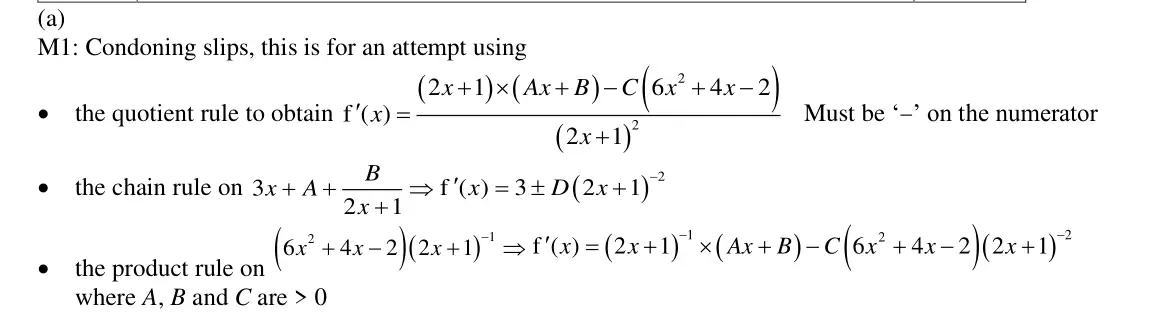 (a)
M1: Condoning slips, this is for an attempt using
• the quotient rule to obtain f ′(x) = ((2x+1)×(Ax+B)−C(6x²+4x−2))/(2x+1)² Must be ‘–’ on the numerator
• the chain rule on 3x + A + B/(2x+1) ⇒ f ′(x) = 3 ± D(2x+1)⁻²
• the product rule on (6x²+4x−2)(2x+1)⁻¹ ⇒ f ′(x) = (2x+1)⁻¹ ×(Ax+B)−C(6x²+4x−2)(2x+1)⁻²
where A, B and C are > 0